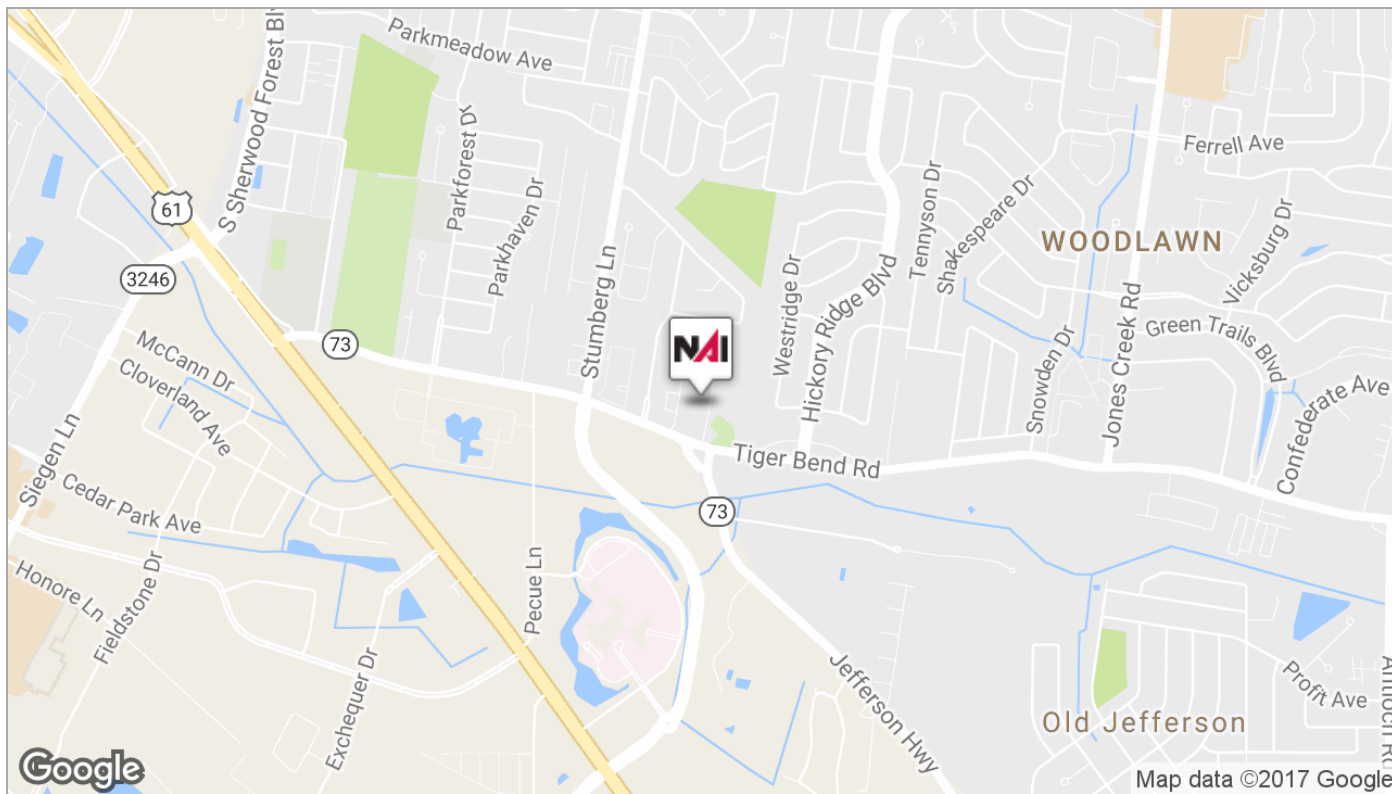 Parkmeadow Ave
S Sherwood Forest Blv
Parkforest Dr
Ferrell Ave
Parkhaven Dr
Tennyson Dr
Shakespeare Dr
61
WOODLAWN
Vicksburg Dr
3246
Stumberg Ln
Westridge Dr
Hickory Ridge Blvd
Jones Creek Rd
Green Trails Blvd
73
NAI
McCann Dr
Snowden Dr
Cloverland Ave
Confederate Ave
Siegen Ln
Tiger Bend Rd
Cedar Park Ave
73
Honore Ln
Fieldstone Dr
Pecue Ln
Exchequer Dr
Jefferson Hwy
Profit Ave
Antioch Rd
Old Jefferson
Google
Map data ©2017 Google